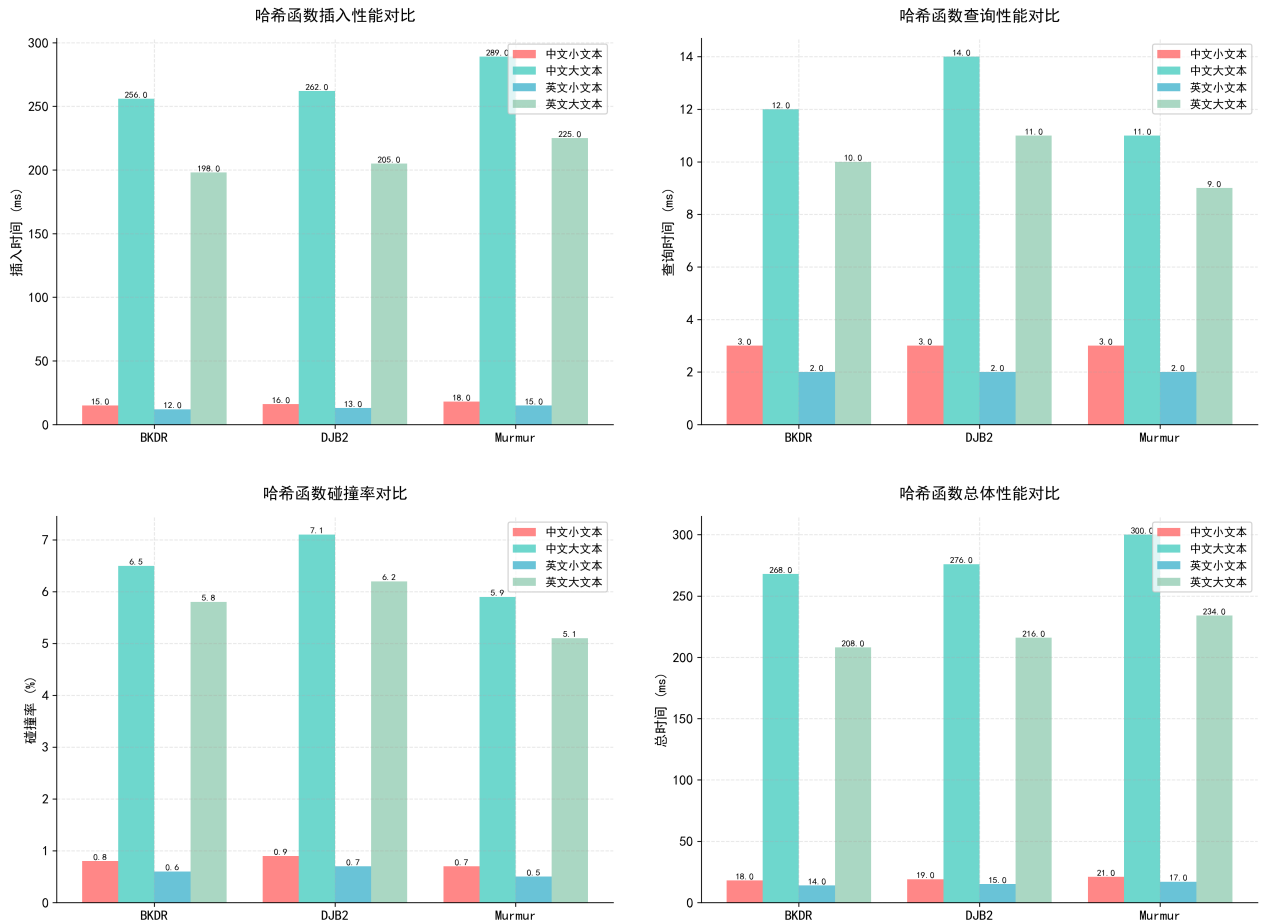 哈希函数插入性能对比
插入时间 (ms)
300
250
200
150
100
50
0
中文小文本
中文大文本
英文小文本
英文大文本
15.0
256.0
12.0
198.0
16.0
262.0
13.0
205.0
18.0
289.0
15.0
225.0
BKDR
DJB2
Murmur
哈希函数查询性能对比
查询时间 (ms)
14
12
10
8
6
4
2
0
中文小文本
中文大文本
英文小文本
英文大文本
3.0
12.0
2.0
10.0
3.0
14.0
2.0
11.0
3.0
11.0
2.0
9.0
BKDR
DJB2
Murmur
哈希函数碰撞率对比
碰撞率 (%)
7
6
5
4
3
2
1
0
中文小文本
中文大文本
英文小文本
英文大文本
0.8
6.5
0.6
5.8
0.9
7.1
0.7
6.2
0.7
5.9
0.5
5.1
BKDR
DJB2
Murmur
哈希函数总体性能对比
总时间 (ms)
300
250
200
150
100
50
0
中文小文本
中文大文本
英文小文本
英文大文本
18.0
268.0
14.0
208.0
19.0
276.0
15.0
216.0
21.0
300.0
17.0
234.0
BKDR
DJB2
Murmur